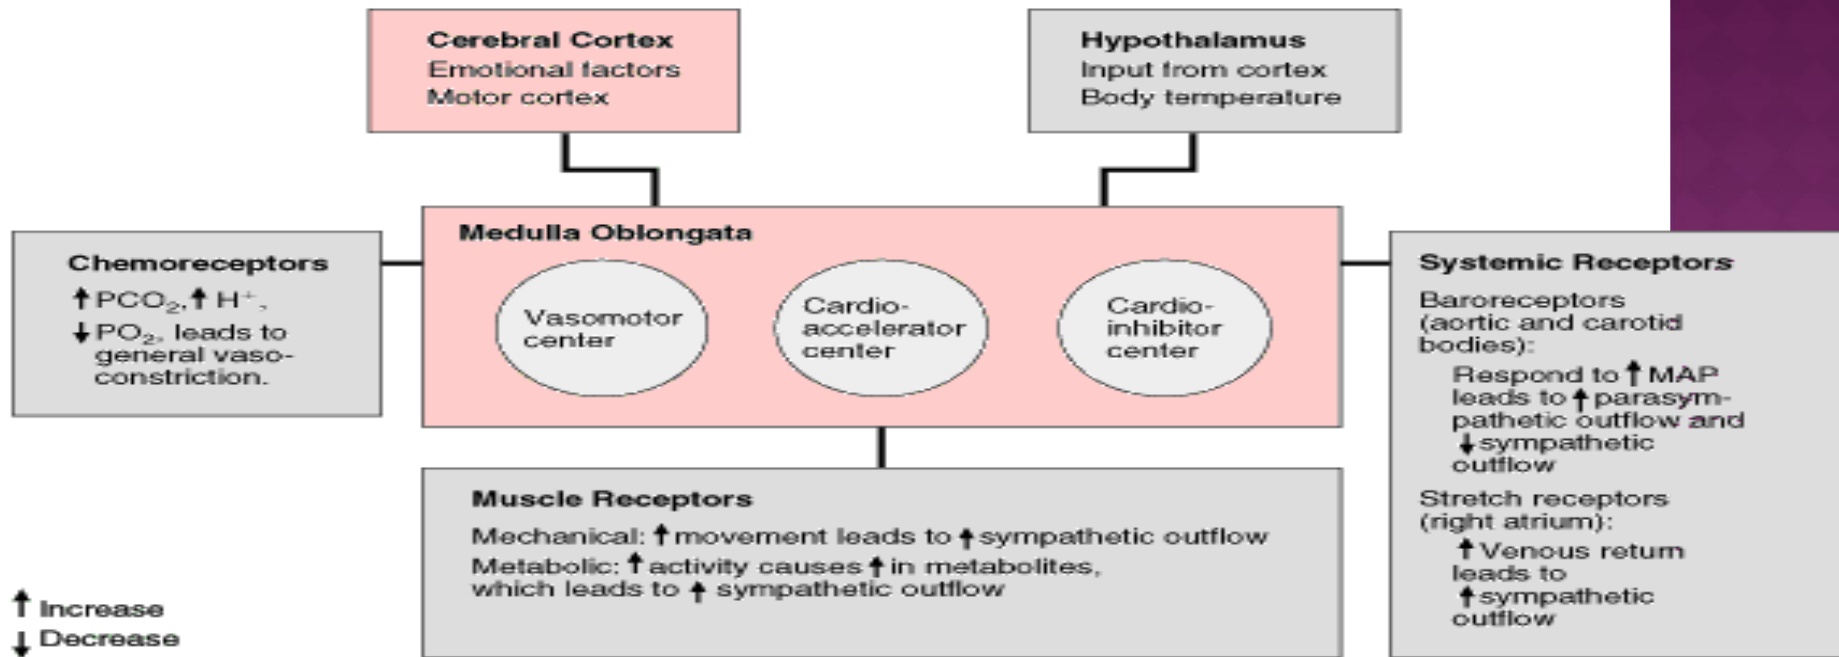 Cerebral Cortex
Emotional factors
Motor cortex
Hypothalamus
Input from cortex
Body temperature
Chemoreceptors
↑PCO₂,↑ H⁺,
↓PO₂, leads to
general vaso-
constriction.
Medulla Oblongata
Vasomotor
center
Cardio-
accelerator
center
Cardio-
inhibitor
center
Systemic Receptors
Baroreceptors
(aortic and carotid
bodies):
Respond to ↑ MAP
leads to ↑ parasym-
pathetic outflow and
↓ sympathetic
outflow
Stretch receptors
(right atrium):
↑ Venous return
leads to
↑ sympathetic
outflow
Muscle Receptors
Mechanical: ↑ movement leads to ↑ sympathetic outflow
Metabolic: ↑ activity causes ↑ in metabolites,
which leads to ↑ sympathetic outflow
↑ Increase
↓ Decrease